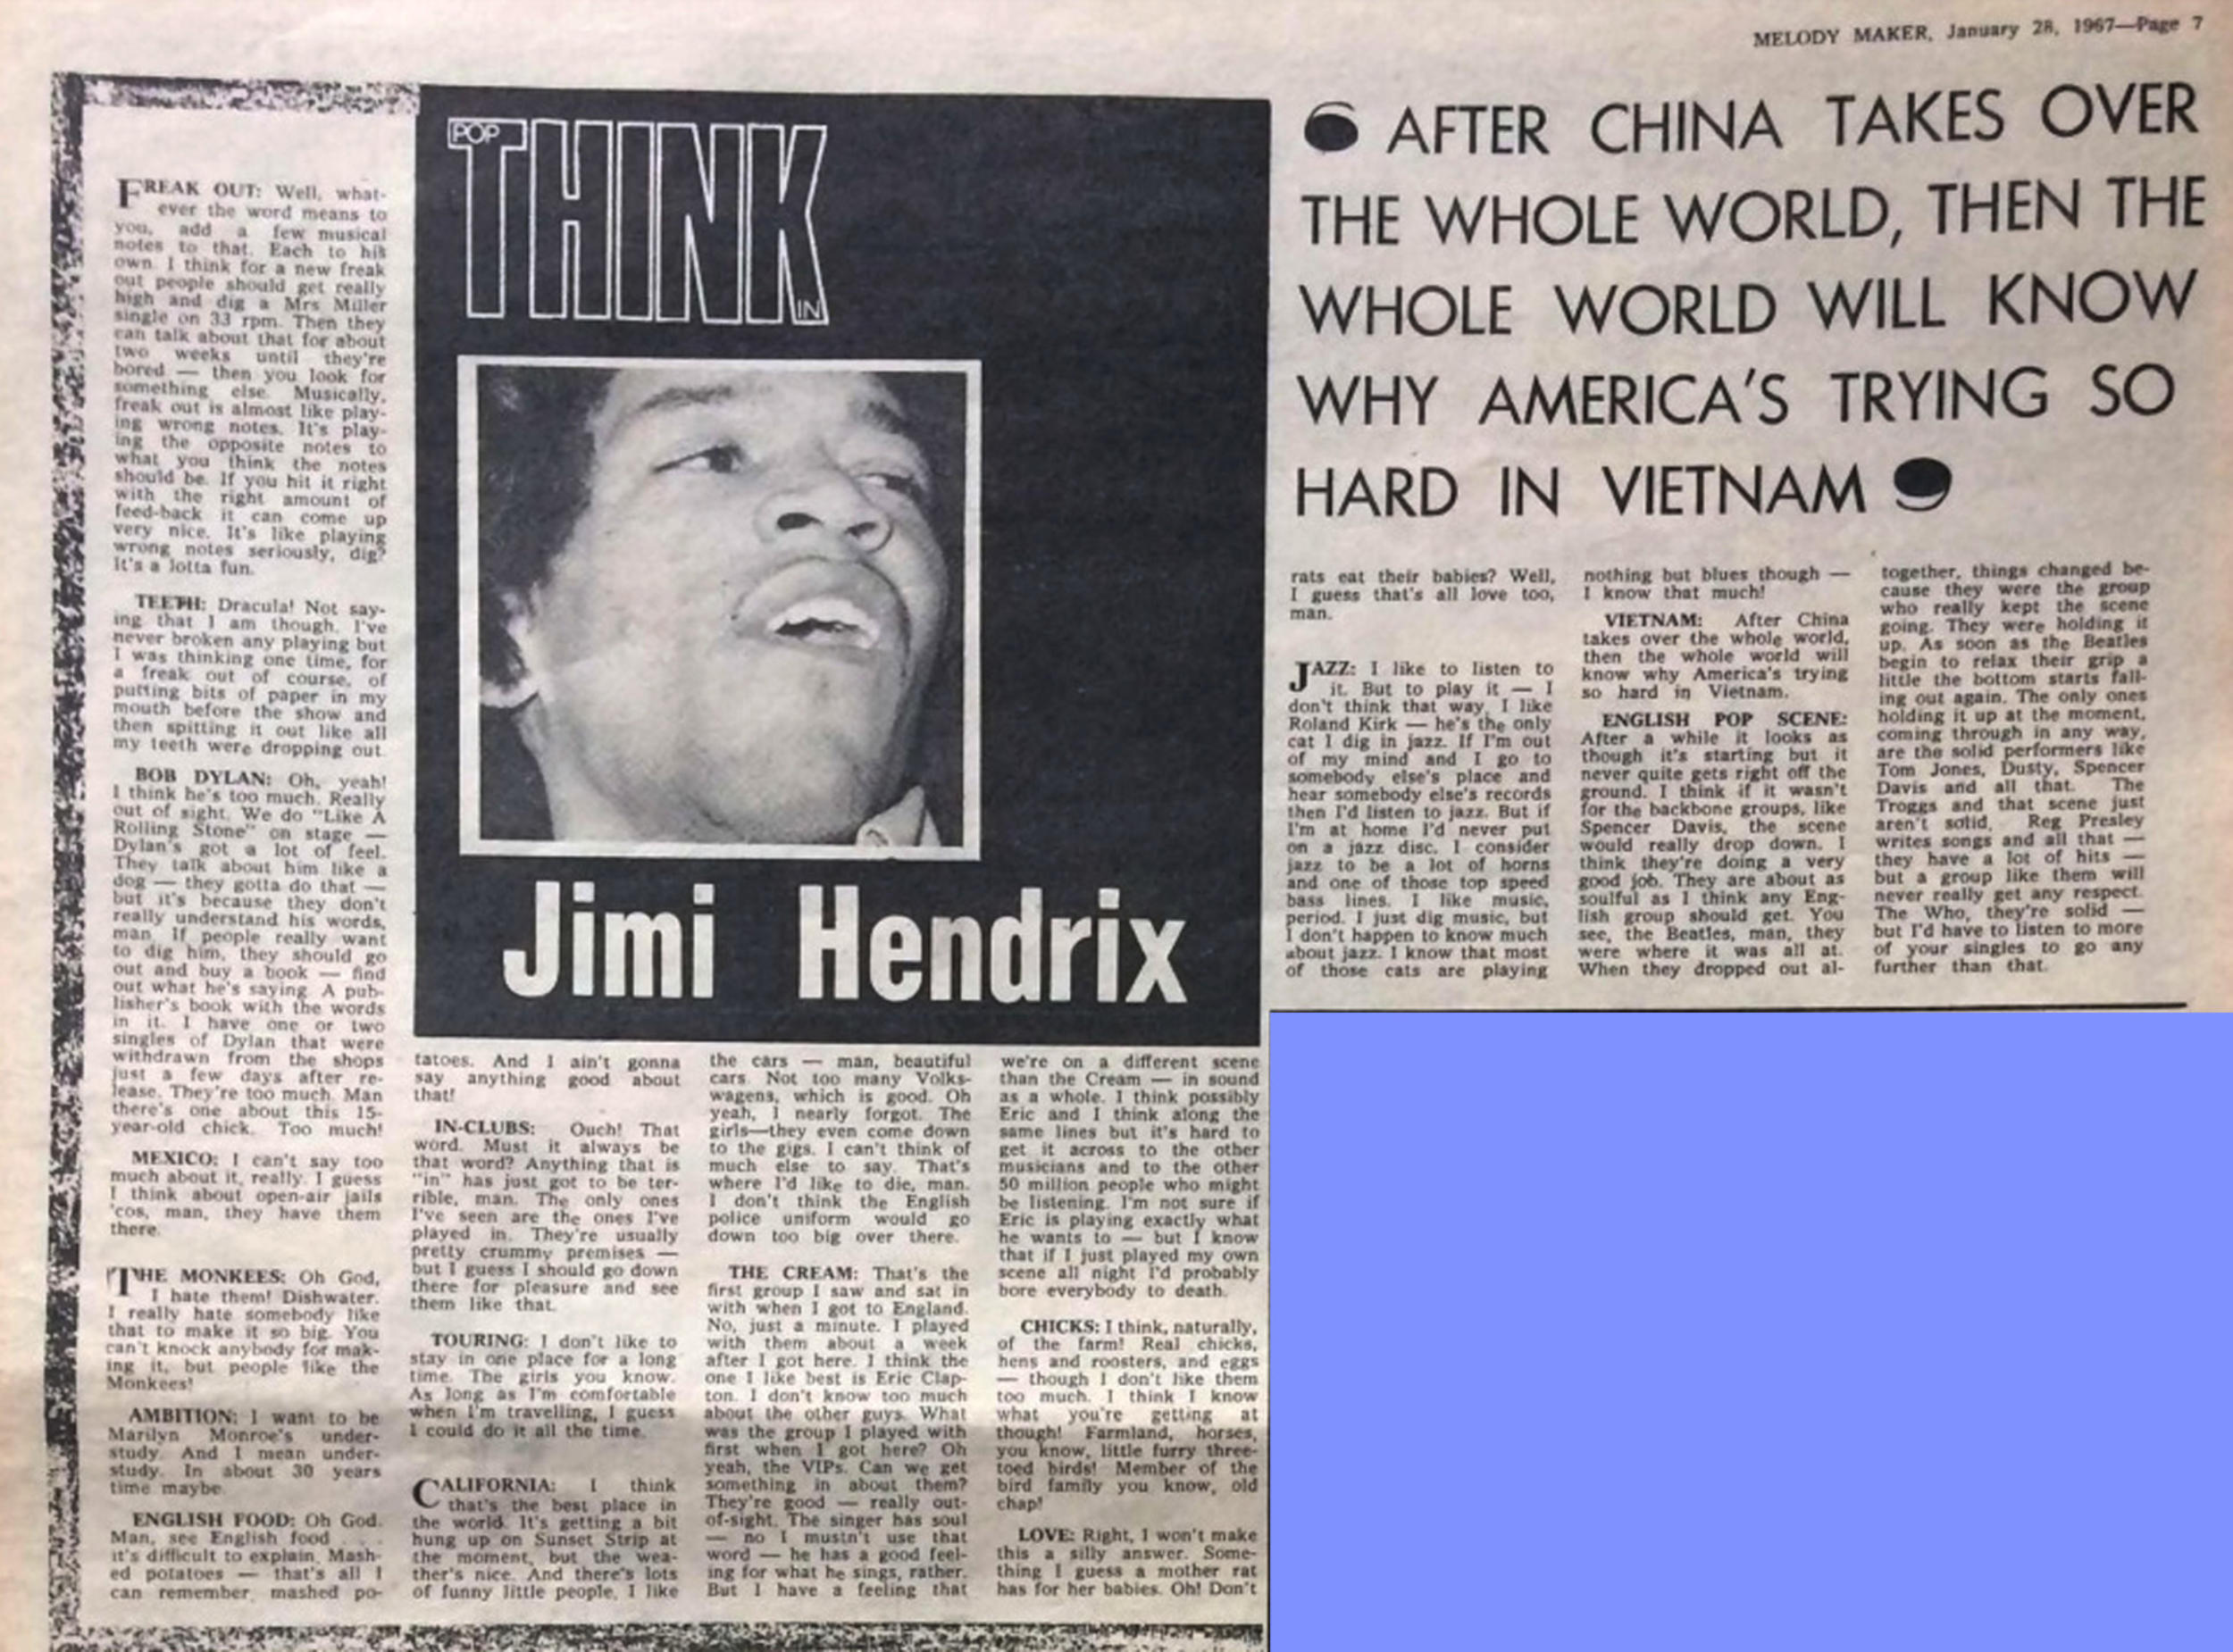 MELODY MAKER, January 28, 1967—Page 7
POP
THINK
IN
Jimi Hendrix
AFTER CHINA TAKES OVER
THE WHOLE WORLD, THEN THE
WHOLE WORLD WILL KNOW
WHY AMERICA'S TRYING SO
HARD IN VIETNAM
FREAK OUT: Well, what-
ever the word means to
you, add a few musical
notes to that. Each to his
own. I think for a new freak
out people should get really
high and dig a Mrs Miller
single on 33 rpm. Then they
can talk about that for about
two weeks until they're
bored — then you look for
something else. Musically,
freak out is almost like play-
ing wrong notes. It's play-
ing the opposite notes to
what you think the notes
should be. If you hit it right
with the right amount of
feed-back it can come up
very nice. It's like playing
wrong notes seriously, dig?
It's a lotta fun.
TEETH: Dracula! Not say-
ing that I am though. I've
never broken any playing but
I was thinking one time, for
a freak out of course, of
putting bits of paper in my
mouth before the show and
then spitting it out like all
my teeth were dropping out.
BOB DYLAN: Oh, yeah!
I think he's too much. Really
out of sight. We do "Like A
Rolling Stone" on stage —
Dylan's got a lot of feel.
They talk about him like a
dog — they gotta do that —
but it's because they don't
really understand his words,
man. If people really want
to dig him, they should go
out and buy a book — find
out what he's saying. A pub-
lisher's book with the words
in it. I have one or two
singles of Dylan that were
withdrawn from the shops
just a few days after re-
lease. They're too much. Man
there's one about this 15-
year-old chick. Too much!
MEXICO: I can't say too
much about it, really. I guess
I think about open-air jails
'cos, man, they have them
there.
THE MONKEES: Oh God,
I hate them! Dishwater.
I really hate somebody like
that to make it so big. You
can't knock anybody for mak-
ing it, but people like the
Monkees!
AMBITION: I want to be
Marilyn Monroe's under-
study. And I mean under-
study. In about 30 years
time maybe.
ENGLISH FOOD: Oh God.
Man, see English food . . .
it's difficult to explain. Mash-
ed potatoes — that's all I
can remember, mashed po-
tatoes. And I ain't gonna
say anything good about
that!
IN-CLUBS: Ouch! That
word. Must it always be
that word? Anything that is
"in" has just got to be ter-
rible, man. The only ones
I've seen are the ones I've
played in. They're usually
pretty crummy premises —
but I guess I should go down
there for pleasure and see
them like that.
TOURING: I don't like to
stay in one place for a long
time. The girls you know.
As long as I'm comfortable
when I'm travelling, I guess
I could do it all the time.
CALIFORNIA: I think
that's the best place in
the world. It's getting a bit
hung up on Sunset Strip at
the moment, but the wea-
ther's nice. And there's lots
of funny little people. I like
the cars — man, beautiful
cars. Not too many Volks-
wagens, which is good. Oh
yeah, I nearly forgot. The
girls—they even come down
to the gigs. I can't think of
much else to say. That's
where I'd like to die, man.
I don't think the English
police uniform would go
down too big over there.
THE CREAM: That's the
first group I saw and sat in
with when I got to England.
No, just a minute. I played
with them about a week
after I got here. I think the
one I like best is Eric Clap-
ton. I don't know too much
about the other guys. What
was the group I played with
first when I got here? Oh
yeah, the VIPs. Can we get
something in about them?
They're good — really out-
of-sight. The singer has soul
— no I mustn't use that
word — he has a good feel-
ing for what he sings, rather.
But I have a feeling that
we're on a different scene
than the Cream — in sound
as a whole. I think possibly
Eric and I think along the
same lines but it's hard to
get it across to the other
musicians and to the other
50 million people who might
be listening. I'm not sure if
Eric is playing exactly what
he wants to — but I know
that if I just played my own
scene all night I'd probably
bore everybody to death.
CHICKS: I think, naturally,
of the farm! Real chicks,
hens and roosters, and eggs
— though I don't like them
too much. I think I know
what you're getting at
though! Farmland, horses,
you know, little furry three-
toed birds! Member of the
bird family you know, old
chap!
LOVE: Right, I won't make
this a silly answer. Some-
thing I guess a mother rat
has for her babies. Oh! Don't
rats eat their babies? Well,
I guess that's all love too,
man.
JAZZ: I like to listen to
it. But to play it — I
don't think that way. I like
Roland Kirk — he's the only
cat I dig in jazz. If I'm out
of my mind and I go to
somebody else's place and
hear somebody else's records
then I'd listen to jazz. But if
I'm at home I'd never put
on a jazz disc. I consider
jazz to be a lot of horns
and one of those top speed
bass lines. I like music,
period. I just dig music, but
I don't happen to know much
about jazz. I know that most
of those cats are playing
nothing but blues though —
I know that much!
VIETNAM: After China
takes over the whole world,
then the whole world will
know why America's trying
so hard in Vietnam.
ENGLISH POP SCENE:
After a while it looks as
though it's starting but it
never quite gets right off the
ground. I think if it wasn't
for the backbone groups, like
Spencer Davis, the scene
would really drop down. I
think they're doing a very
good job. They are about as
soulful as I think any Eng-
lish group should get. You
see, the Beatles, man, they
were where it was all at.
When they dropped out al-
together, things changed be-
cause they were the group
who really kept the scene
going. They were holding it
up. As soon as the Beatles
begin to relax their grip a
little the bottom starts fall-
ing out again. The only ones
holding it up at the moment,
coming through in any way,
are the solid performers like
Tom Jones, Dusty, Spencer
Davis and all that. The
Troggs and that scene just
aren't solid. Reg Presley
writes songs and all that —
they have a lot of hits —
but a group like them will
never really get any respect.
The Who, they're solid —
but I'd have to listen to more
of your singles to go any
further than that.